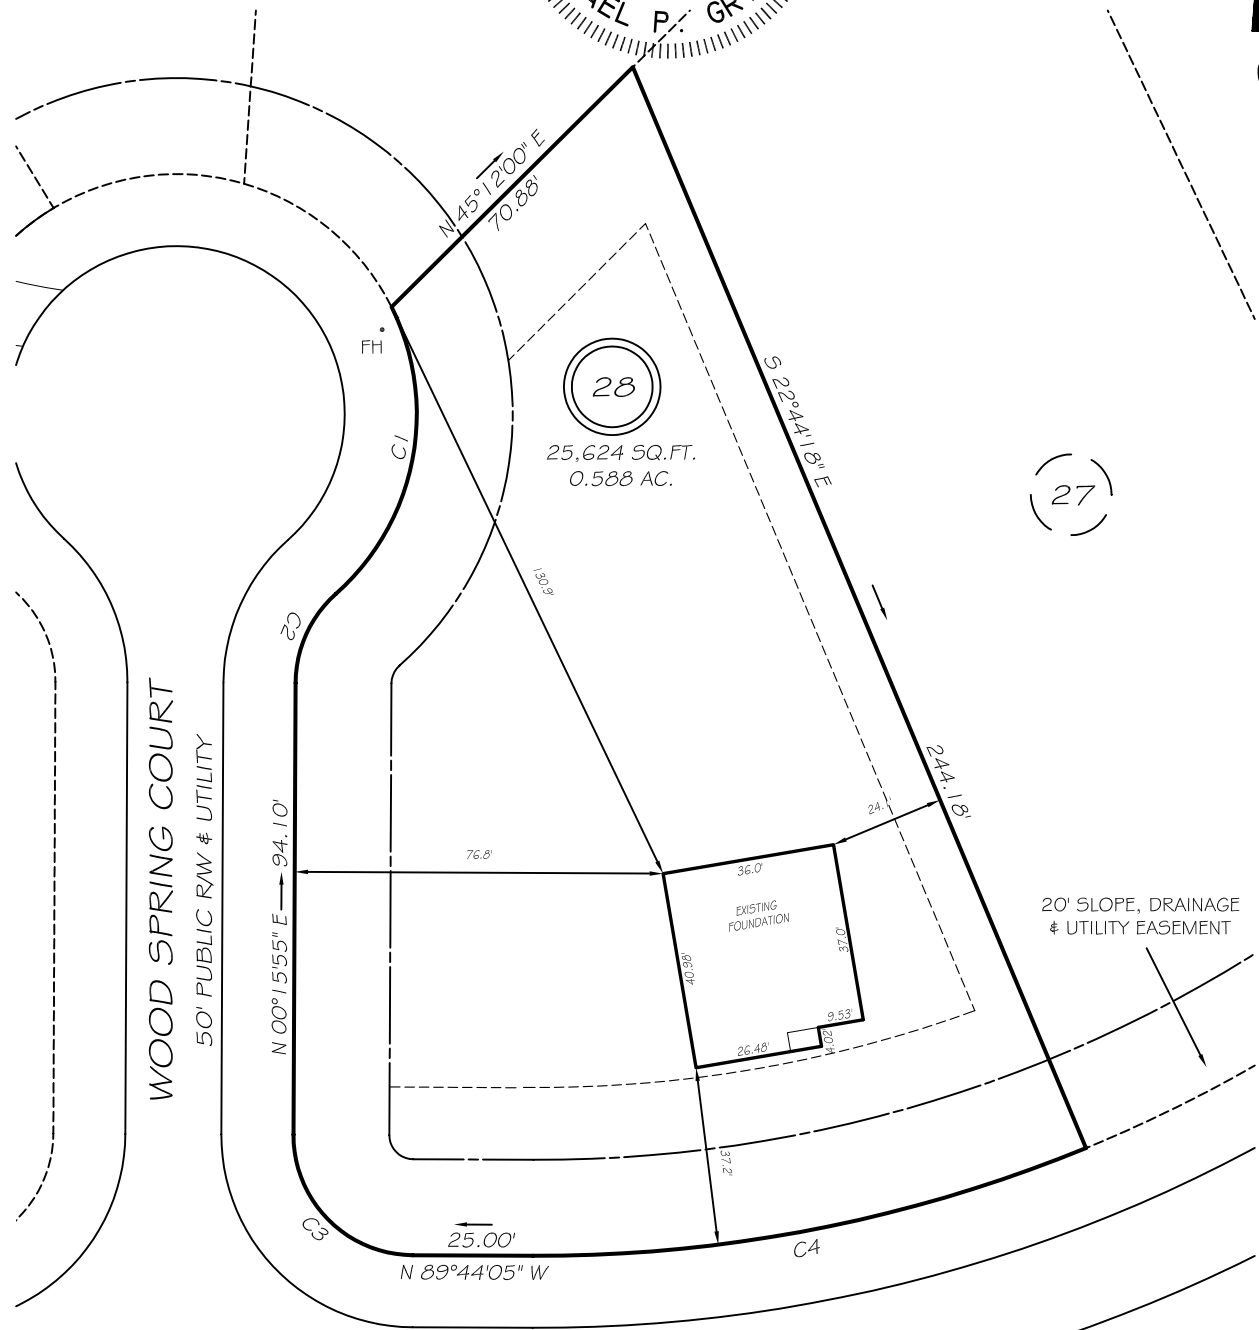 P. GR
N 45°12'00" E
70.88'
FH
28
25,624 SQ.FT.
0.588 AC.
S 22°44'18" E
27
C1
130.9'
C2
WOOD SPRING COURT
50' PUBLIC R/W & UTILITY
N 00°15'55" E
94.10'
76.8'
244.18'
36.0'
EXISTING
FOUNDATION
37.0'
40.98'
9.53'
26.48'
4.02'
20' SLOPE, DRAINAGE
& UTILITY EASEMENT
37.2'
C3
25.00'
N 89°44'05" W
C4